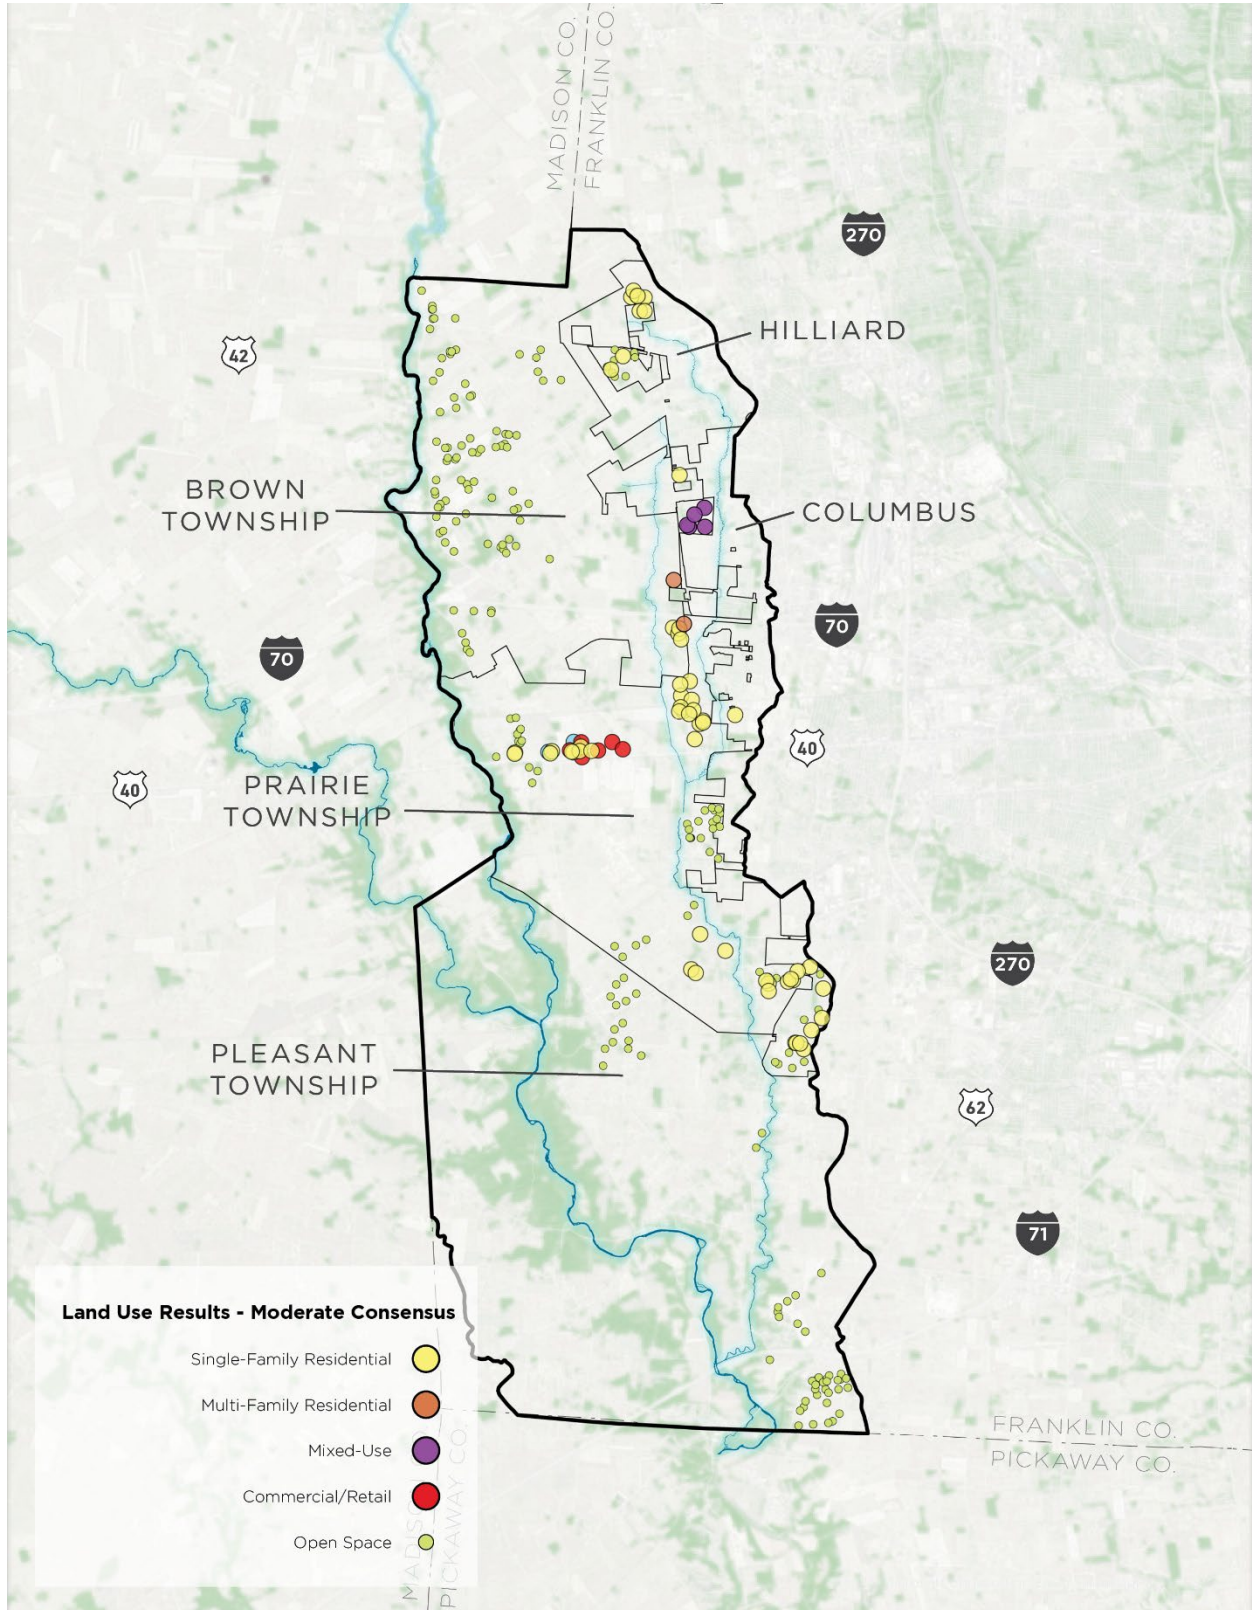 MADISON CO.
FRANKLIN CO.
270
HILLIARD
42
BROWN
TOWNSHIP
COLUMBUS
70
70
40
40
PRAIRIE
TOWNSHIP
270
PLEASANT
TOWNSHIP
62
71
Land Use Results - Moderate Consensus
Single-Family Residential
Multi-Family Residential
Mixed-Use
Commercial/Retail
Open Space
FRANKLIN CO.
PICKAWAY CO.
PICKAWAY CO.